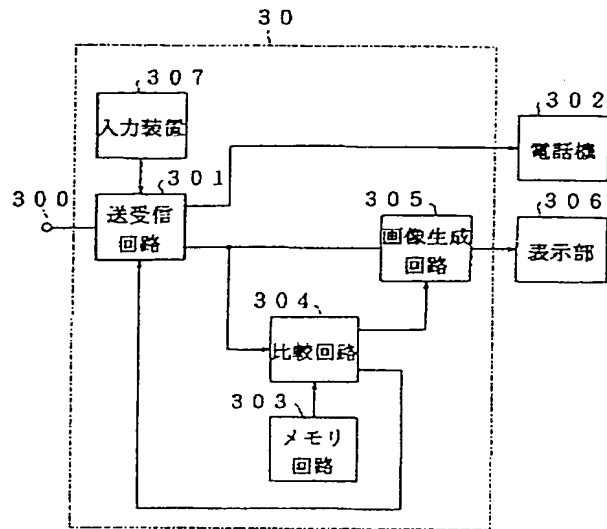 30
307
入力装置
302
電話機
301
300
送受信
回路
305
画像生成
回路
306
表示部
304
比較回路
303
メモリ
回路